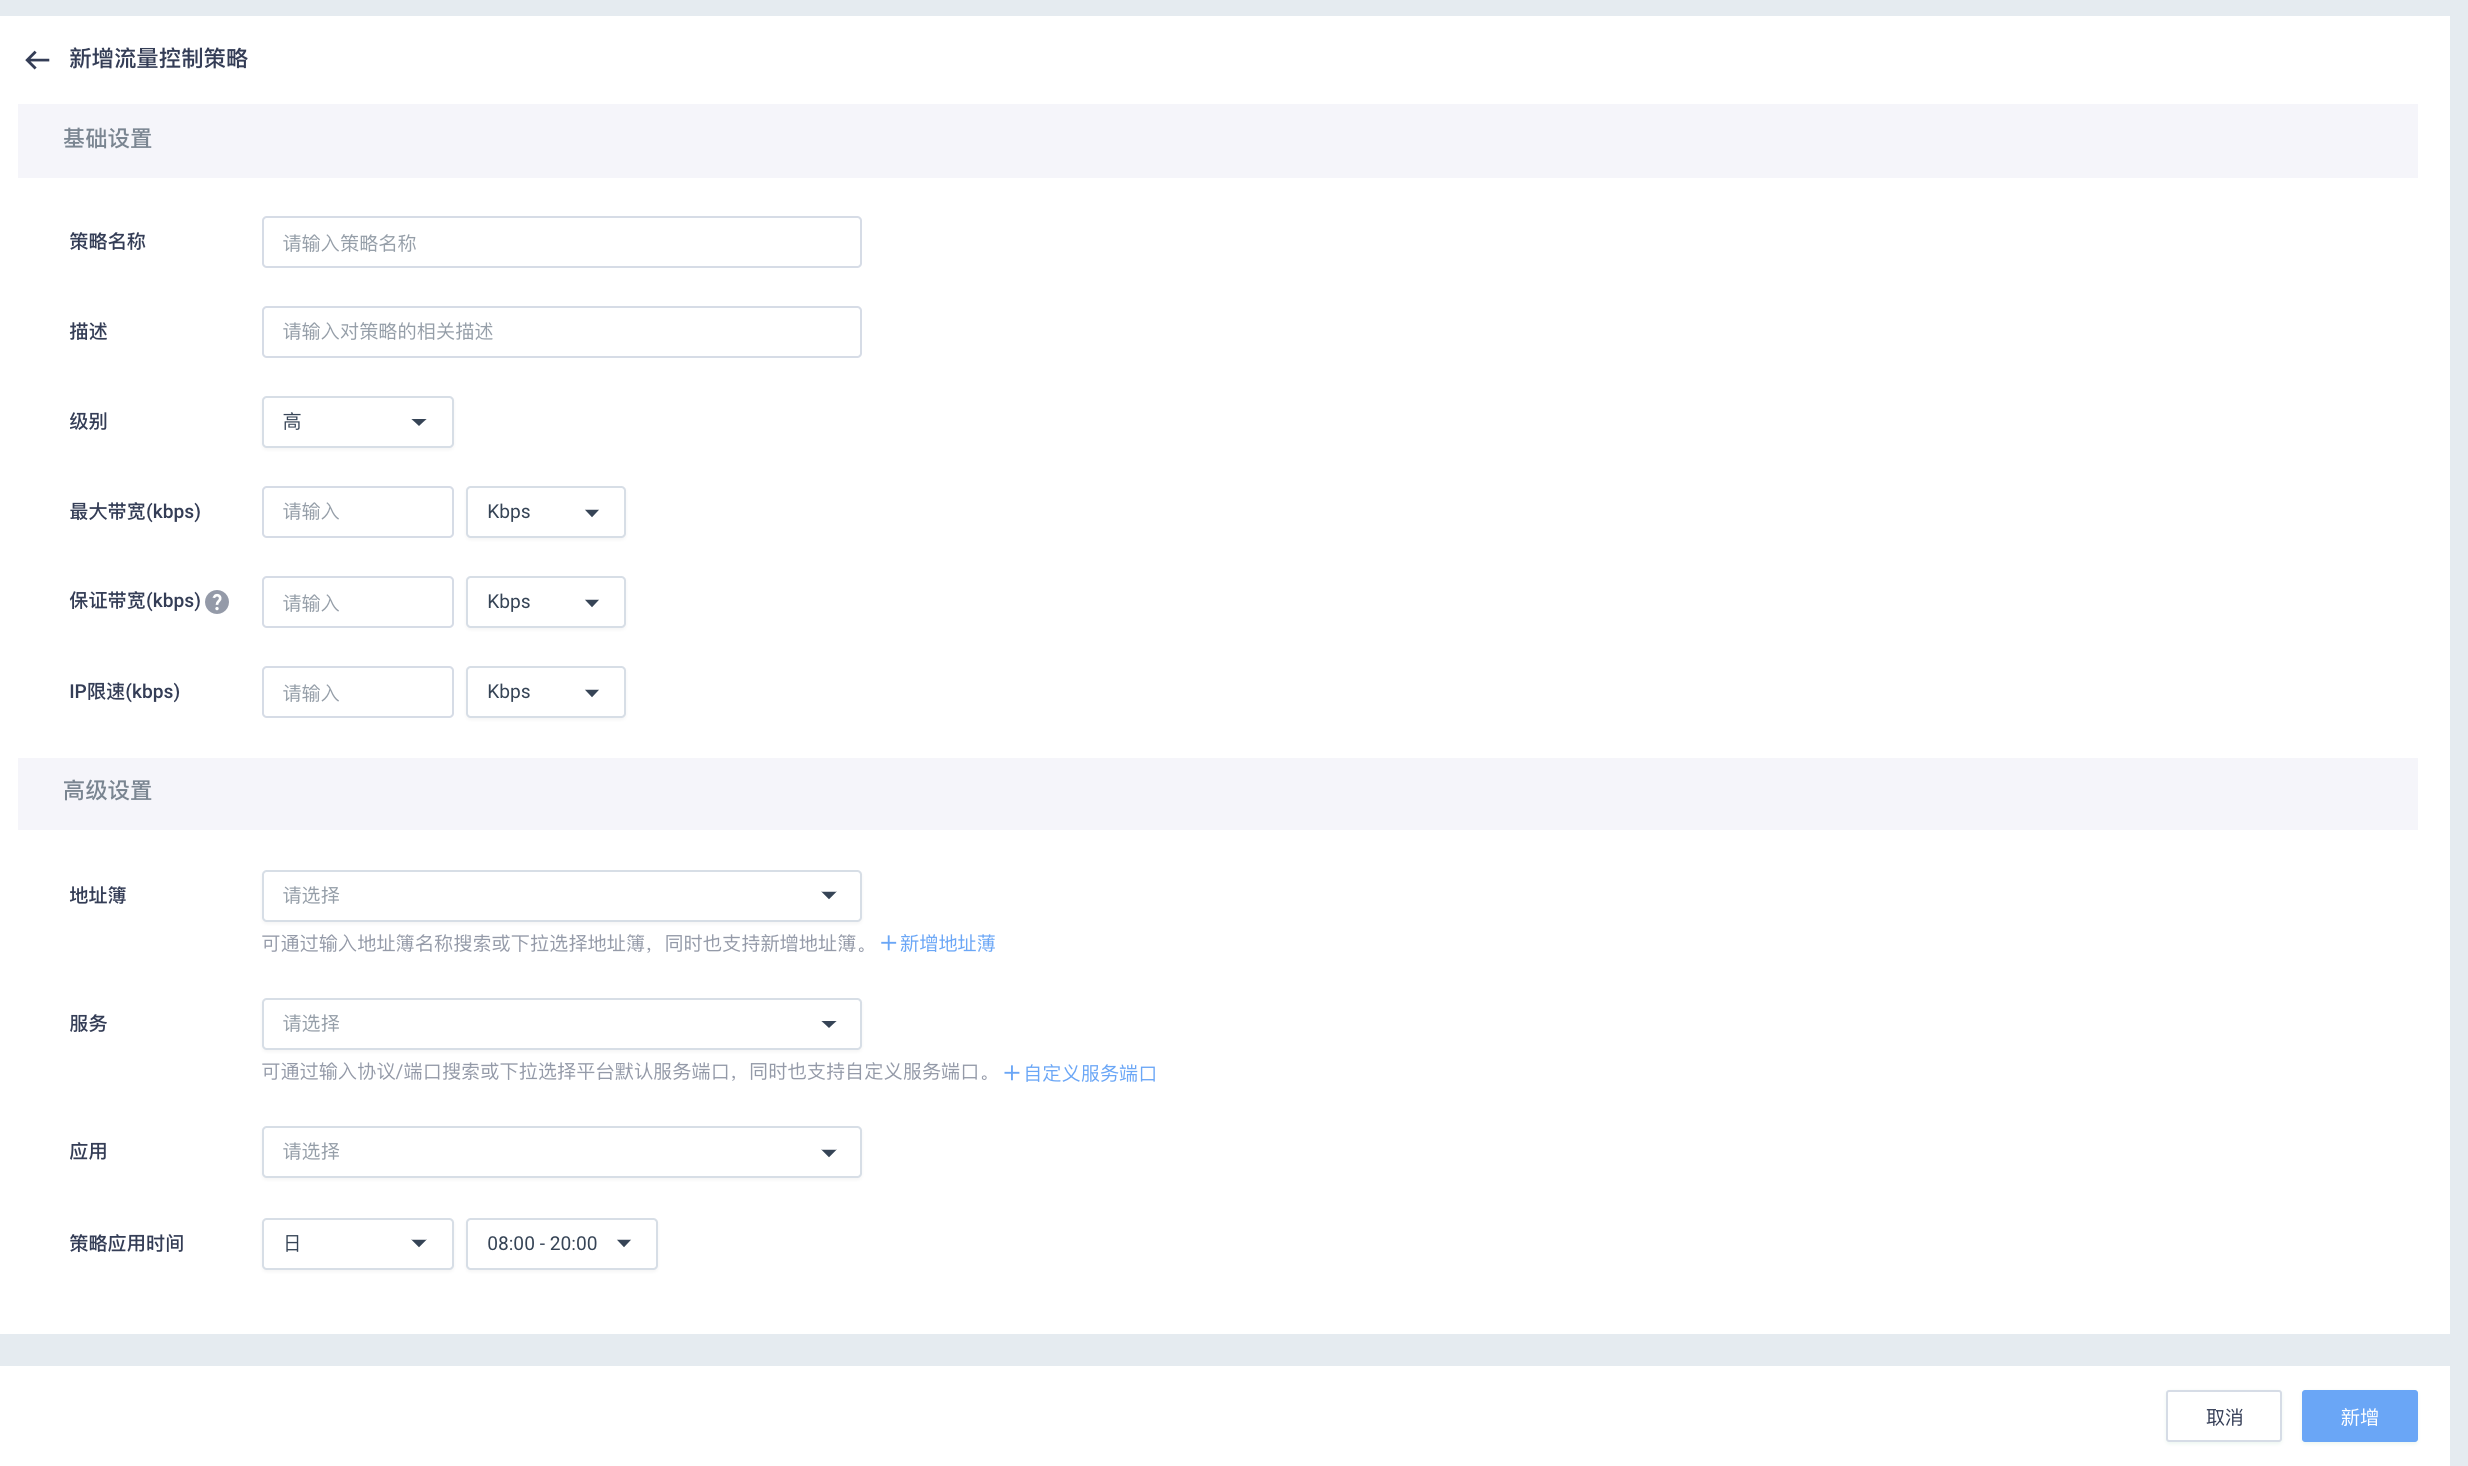 新增流量控制策略
基础设置
策略名称 请输入策略名称
描述 请输入对策略的相关描述
级别 高
最大带宽(kbps) 请输入 Kbps
保证带宽(kbps) ? 请输入 Kbps
IP限速(kbps) 请输入 Kbps
高级设置
地址簿 请选择
可通过输入地址簿名称搜索或下拉选择地址簿，同时也支持新增地址簿。 +新增地址薄
服务 请选择
可通过输入协议/端口搜索或下拉选择平台默认服务端口，同时也支持自定义服务端口。 +自定义服务端口
应用 请选择
策略应用时间 日 08:00 - 20:00
取消 新增